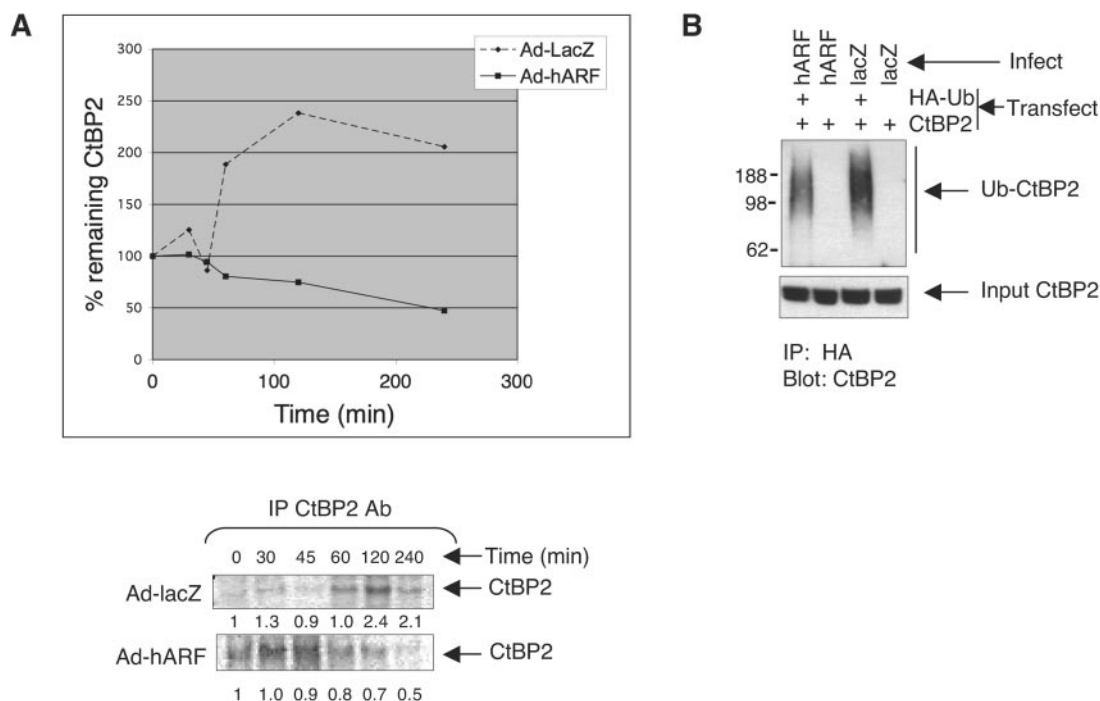 A
300
250
200
150
100
50
0
% remaining CtBP2
Ad-LacZ
Ad-hARF
0 100 200 300
Time (min)
IP CtBP2 Ab
0 30 45 60 120 240 Time (min)
Ad-lacZ CtBP2
1 1.3 0.9 1.0 2.4 2.1
Ad-hARF CtBP2
1 1.0 0.9 0.8 0.7 0.5
B
hARF hARF lacZ lacZ Infect
+ + HA-Ub
+ + + + CtBP2
Transfect
188
98
62
Ub-CtBP2
Input CtBP2
IP: HA
Blot: CtBP2